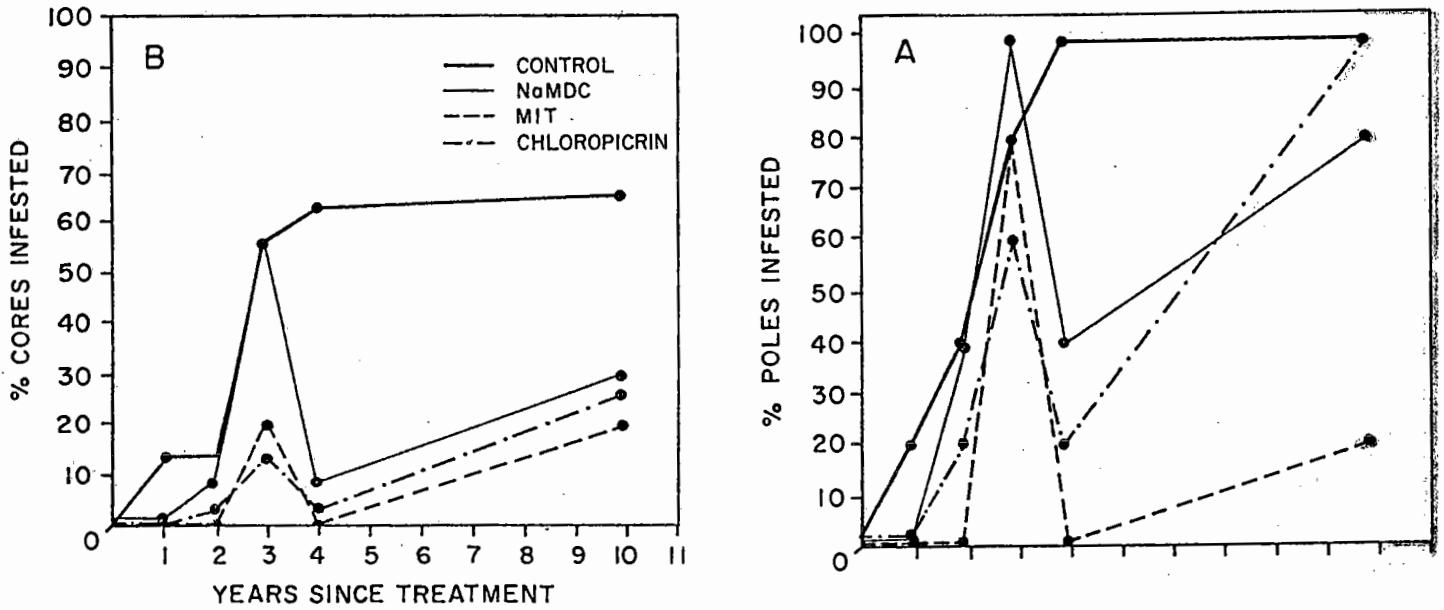 B
100
90
80
70
60
50
40
30
20
10
0
% CORES INFESTED
CONTROL
NaMDC
MIT
CHLOROPICRIN
1 2 3 4 5 6 7 8 9 10 11
YEARS SINCE TREATMENT
A
100
90
80
70
60
50
40
30
20
10
0
% POLES INFESTED